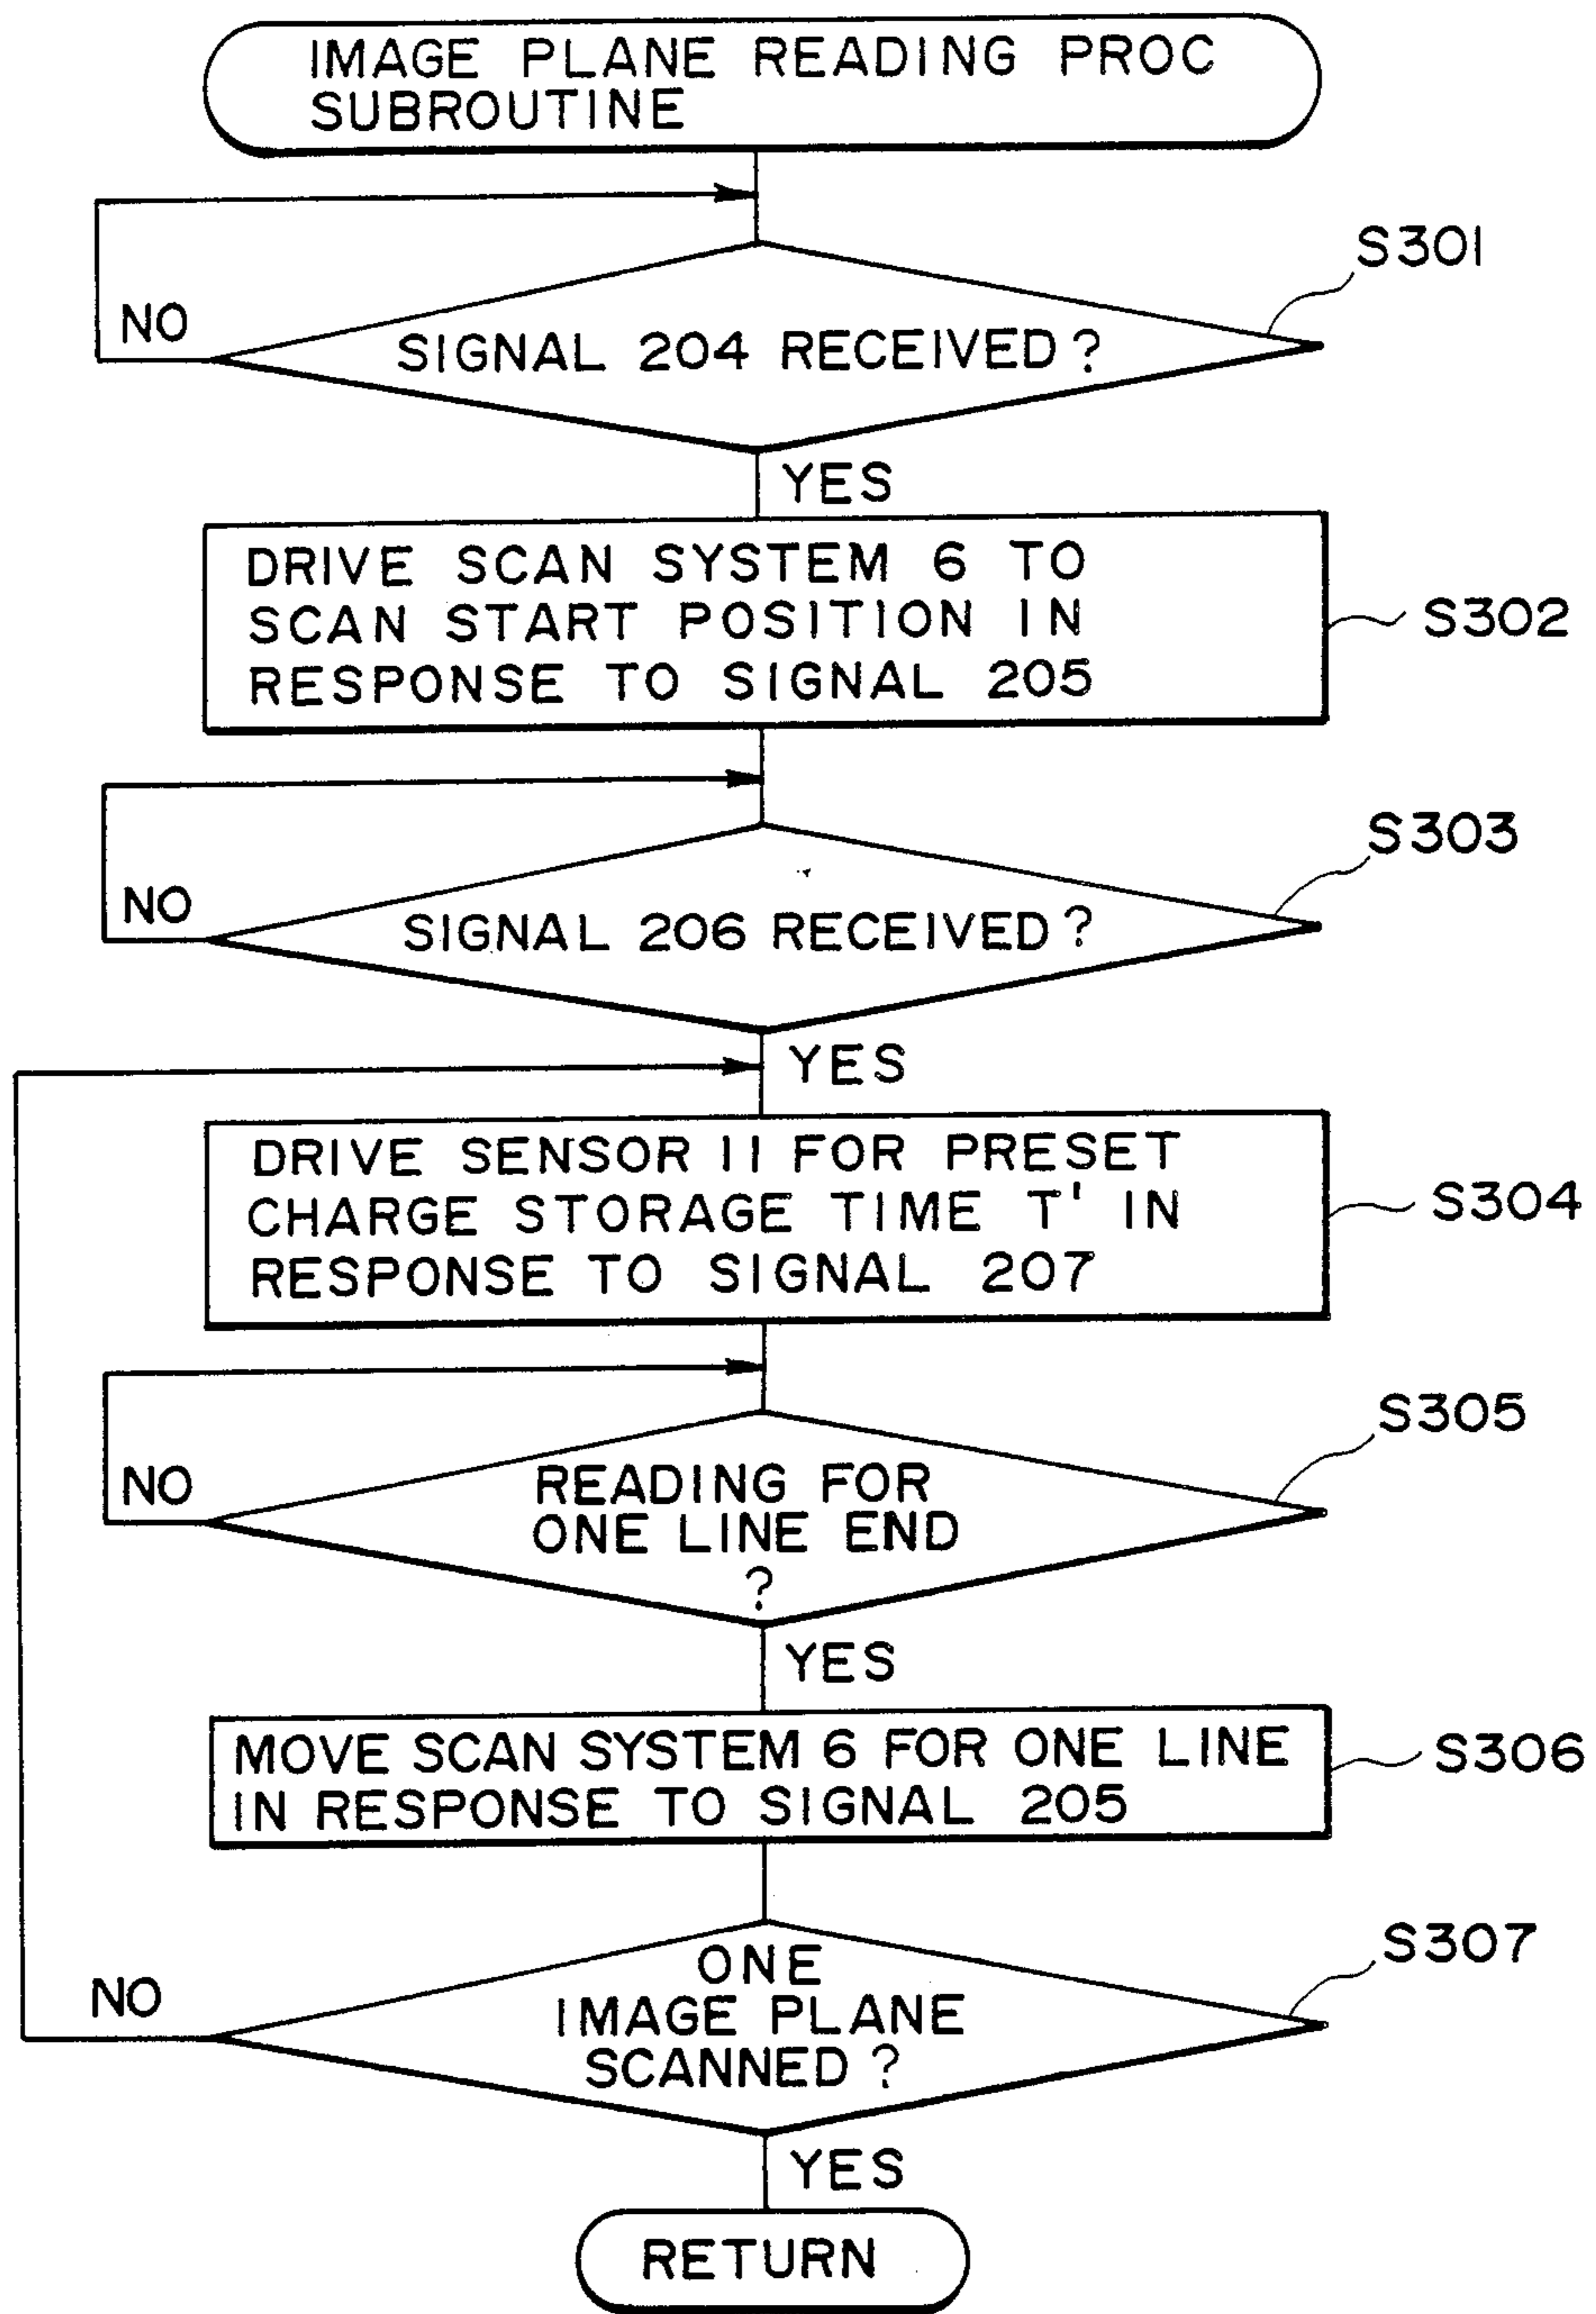 IMAGE PLANE READING PROC
SUBROUTINE
S301
NO
SIGNAL 204 RECEIVED?
YES
DRIVE SCAN SYSTEM 6 TO
SCAN START POSITION IN
RESPONSE TO SIGNAL 205
S302
S303
NO
SIGNAL 206 RECEIVED?
YES
DRIVE SENSOR 11 FOR PRESET
CHARGE STORAGE TIME T' IN
RESPONSE TO SIGNAL 207
S304
S305
NO
READING FOR
ONE LINE END
?
YES
MOVE SCAN SYSTEM 6 FOR ONE LINE
IN RESPONSE TO SIGNAL 205
S306
S307
NO
ONE
IMAGE PLANE
SCANNED?
YES
RETURN